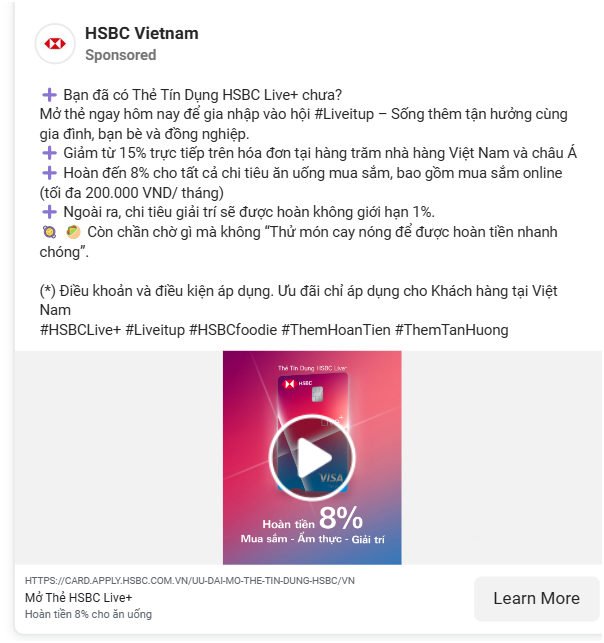 HSBC Vietnam
Sponsored
Bạn đã có Thẻ Tín Dụng HSBC Live+ chưa?
Mở thẻ ngay hôm nay để gia nhập vào hội #Liveitup – Sống thêm tận hưởng cùng
gia đình, bạn bè và đồng nghiệp.
Giảm từ 15% trực tiếp trên hóa đơn tại hàng trăm nhà hàng Việt Nam và châu Á
Hoàn đến 8% cho tất cả chi tiêu ăn uống mua sắm, bao gồm mua sắm online
(tối đa 200.000 VND/ tháng)
Ngoài ra, chi tiêu giải trí sẽ được hoàn không giới hạn 1%.
🥘 🥙 Còn chần chờ gì mà không “Thử món cay nóng để được hoàn tiền nhanh
chóng”.
(*) Điều khoản và điều kiện áp dụng. Ưu đãi chỉ áp dụng cho Khách hàng tại Việt
Nam
#HSBCLive+ #Liveitup #HSBCfoodie #ThemHoanTien #ThemTanHuong
Thẻ Tín Dụng HSBC Live+
HSBC
VISA
Hoàn tiền 8%
Mua sắm - Ẩm thực - Giải trí
HTTPS://CARD.APPLY.HSBC.COM.VN/UU-DAI-MO-THE-TIN-DUNG-HSBC/VN
Mở Thẻ HSBC Live+
Hoàn tiền 8% cho ăn uống
Learn More